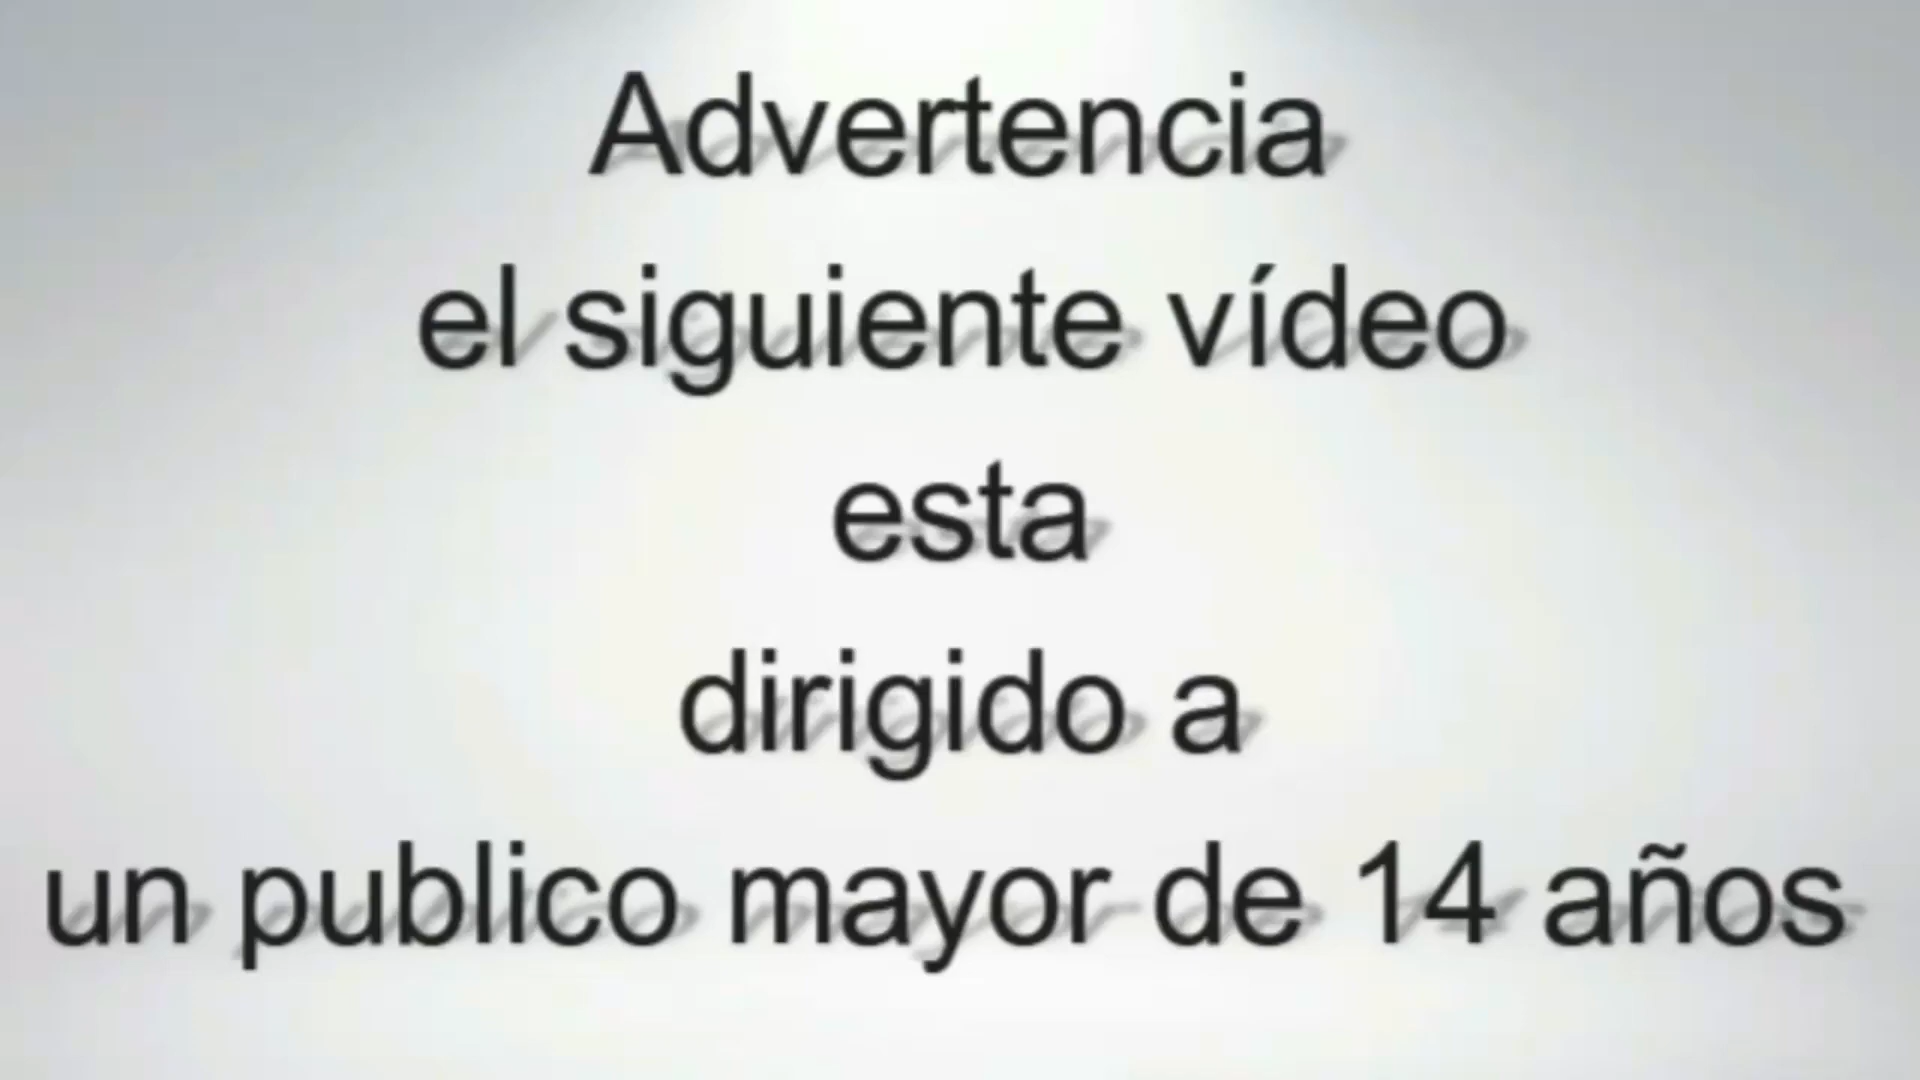 Advertencia
el siguiente vídeo
esta
dirigido a
un publico mayor de 14 años